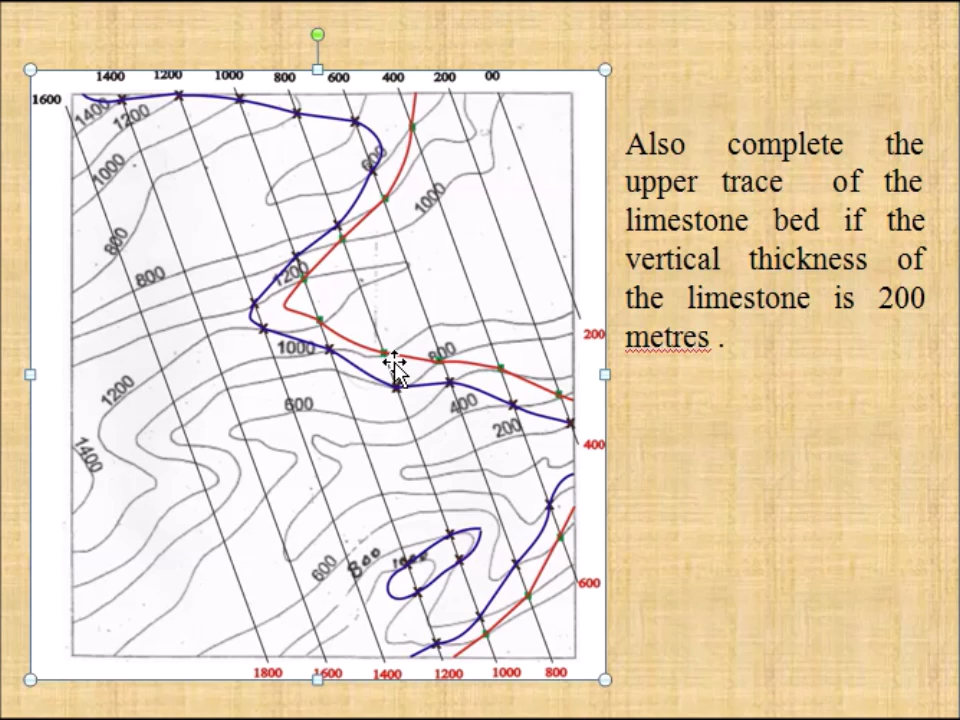 1400 1200 1000 800 600 400 200 00
1600
1400
1200
1000
600
1000
800
800
1200
200
1000
800
1200
600
400
200
400
1400
600
800
600
1800 1600 1400 1200 1000 800
Also complete the
upper trace of the
limestone bed if the
vertical thickness of
the limestone is 200
metres .